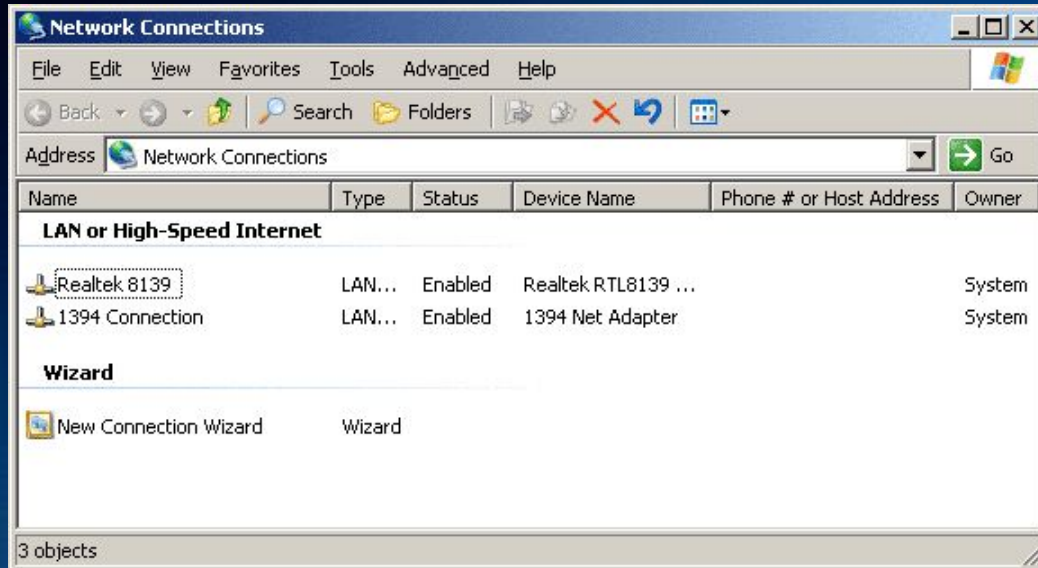 Network Connections
File Edit View Favorites Tools Advanced Help
Back Search Folders
Address Network Connections Go
Name Type Status Device Name Phone # or Host Address Owner
LAN or High-Speed Internet
Realtek 8139 LAN... Enabled Realtek RTL8139 ... System
1394 Connection LAN... Enabled 1394 Net Adapter System
Wizard
New Connection Wizard Wizard
3 objects